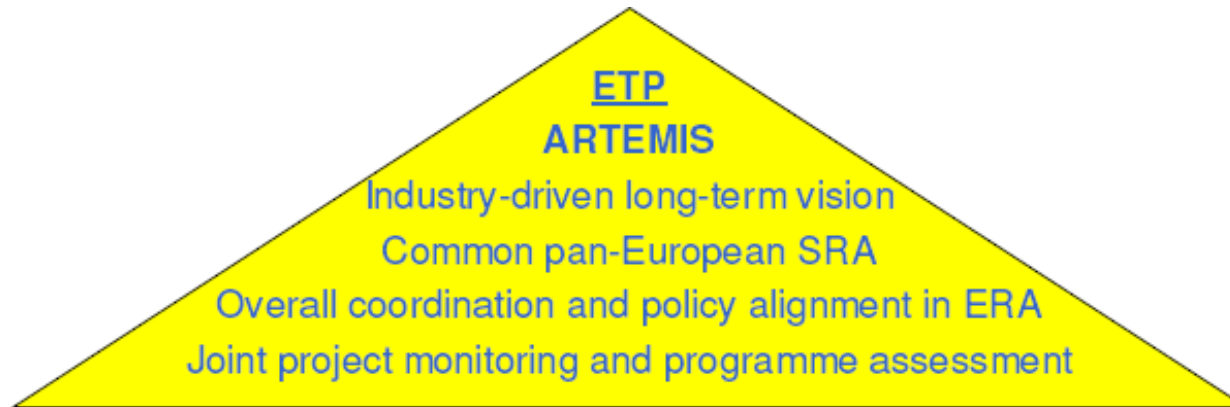 ETP
ARTEMIS
Industry-driven long-term vision
Common pan-European SRA
Overall coordination and policy alignment in ERA
Joint project monitoring and programme assessment